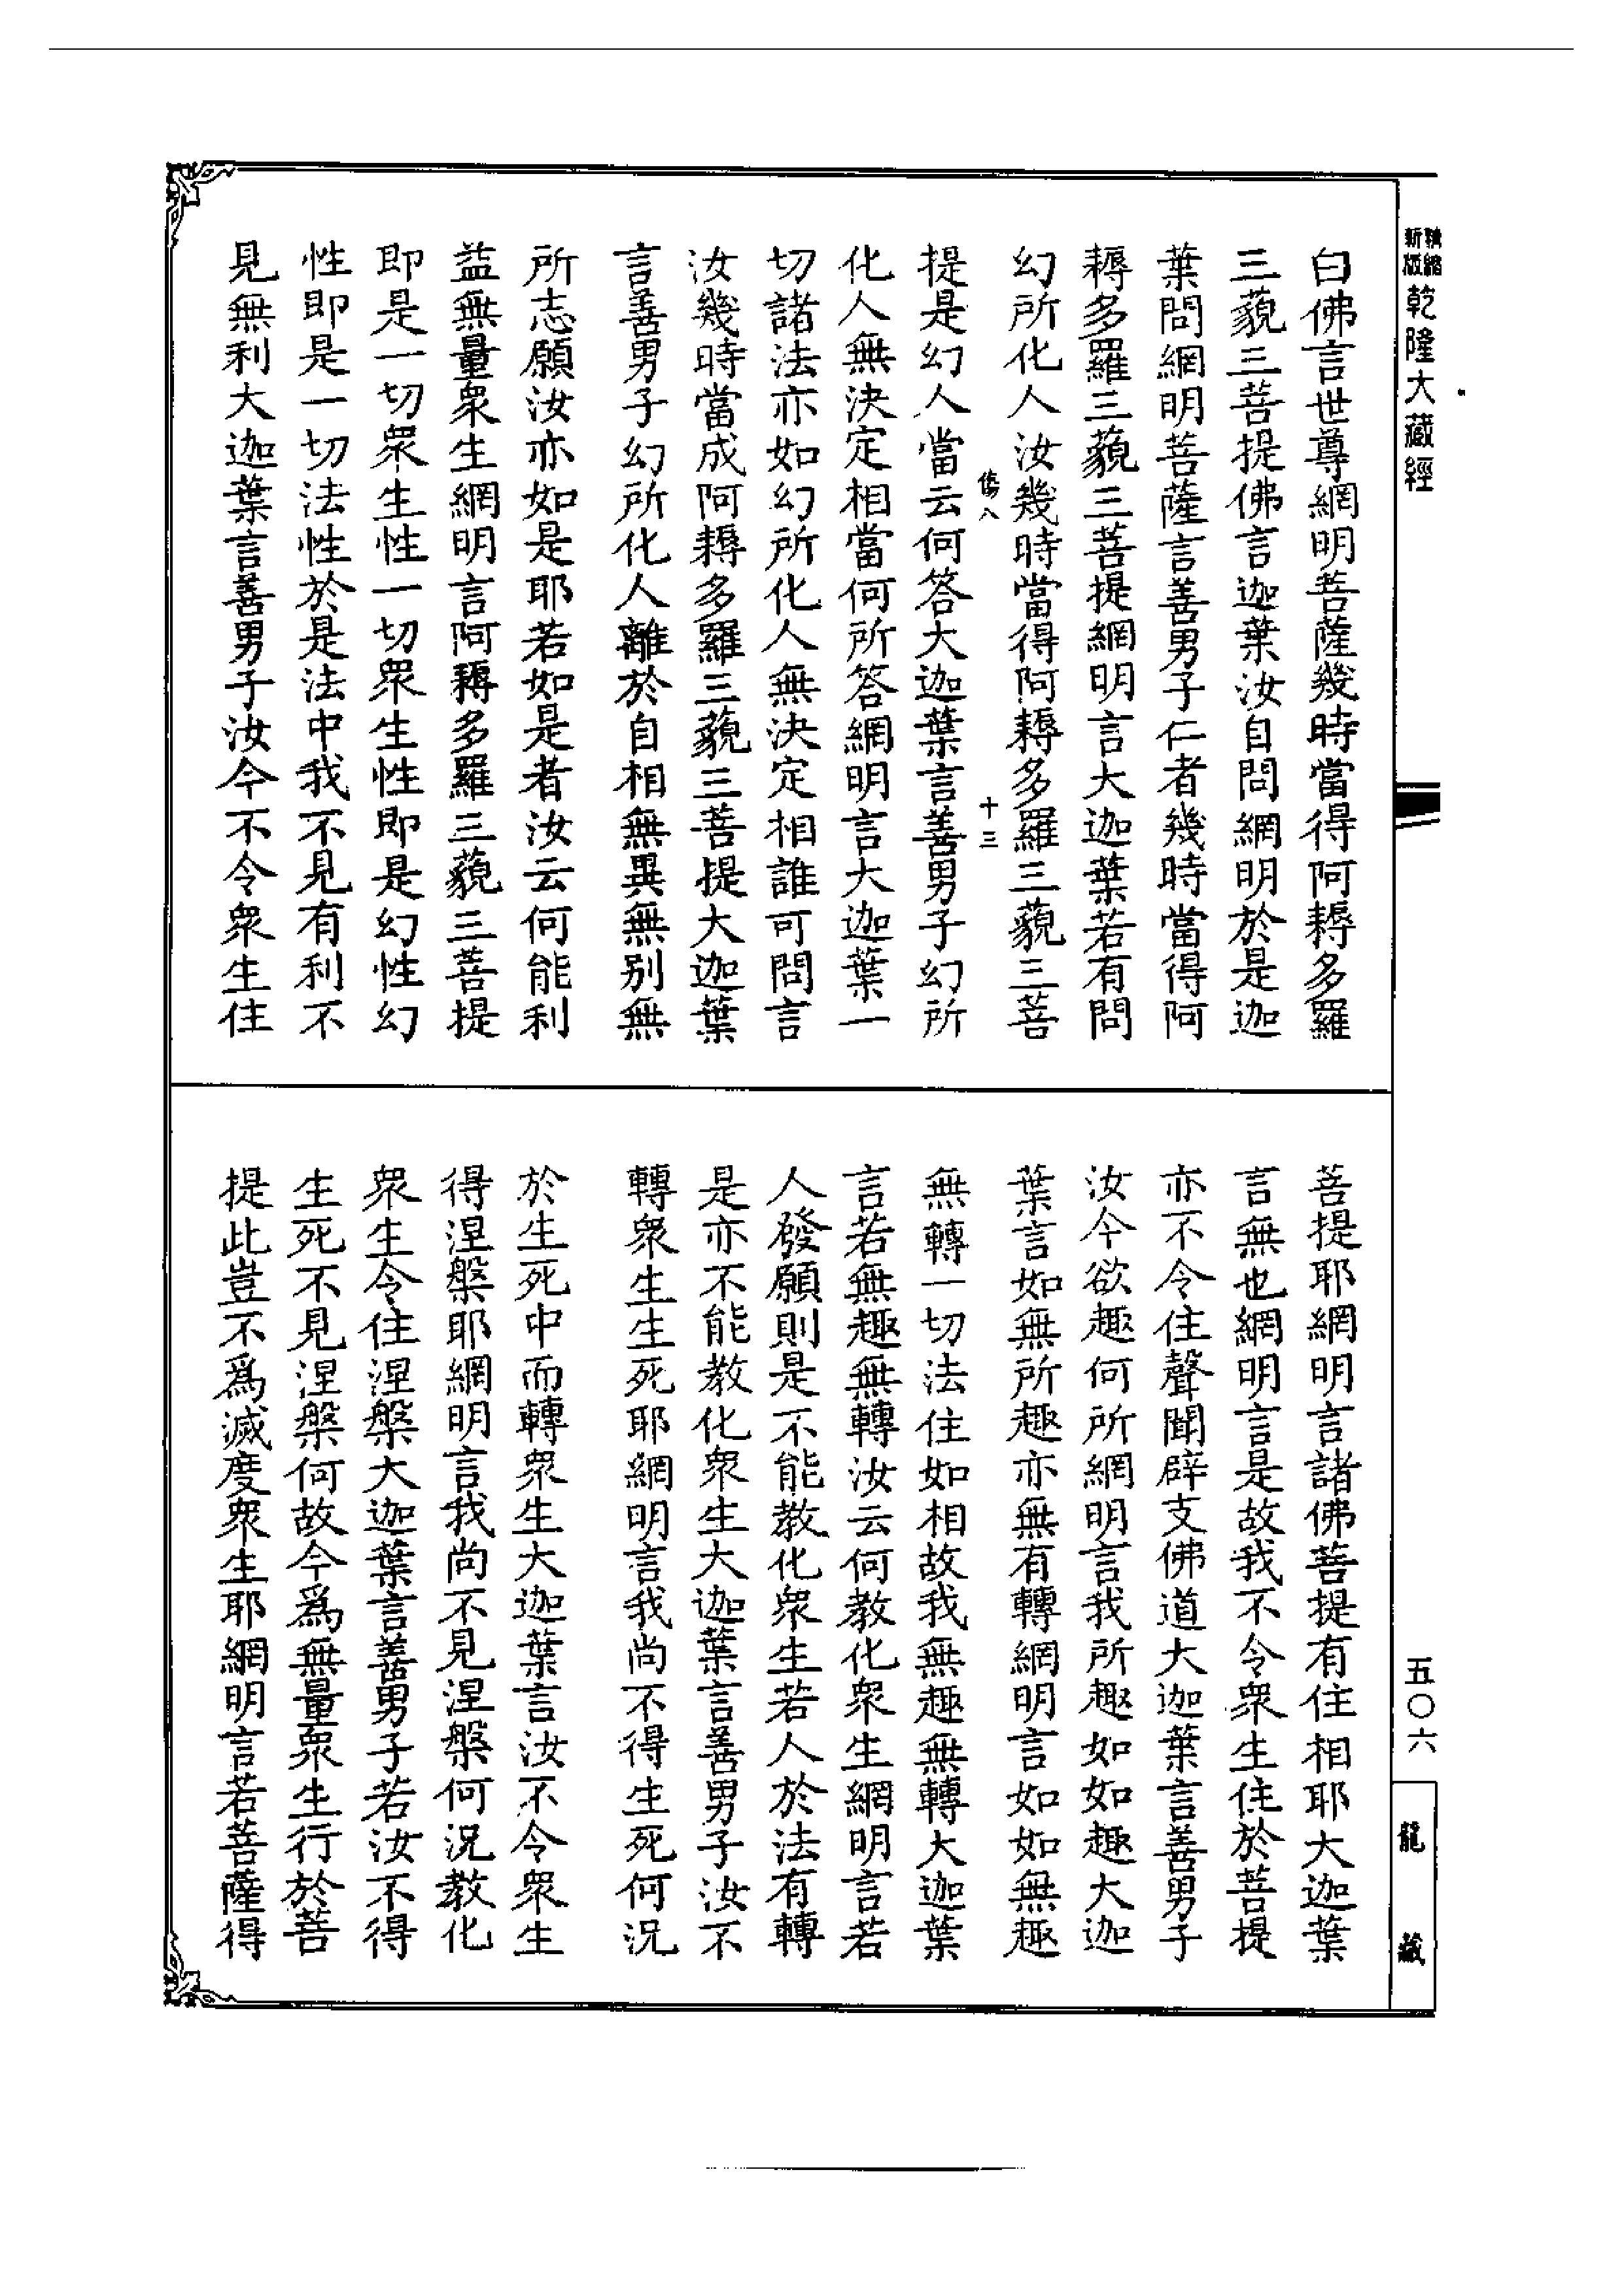 精縮新版乾隆大藏經
白佛言世尊網明菩薩幾時當得阿耨多羅
三藐三菩提佛言迦葉汝自問網明於是迦
葉問網明菩薩言善男子仁者幾時當得阿
耨多羅三藐三菩提網明言大迦葉若有問
幻所化人汝幾時當得阿耨多羅三藐三菩
傷八 十三
提是幻人當云何答大迦葉言善男子幻所
化人無決定相當何所答網明言大迦葉一
切諸法亦如幻所化人無決定相誰可問言
汝幾時當成阿耨多羅三藐三菩提大迦葉
言善男子幻所化人離於自相無異無別無
所志願汝亦如是耶若如是者汝云何能利
益無量衆生網明言阿耨多羅三藐三菩提
即是一切衆生性一切衆生性即是幻性幻
性即是一切法性於是法中我不見有利不
見無利大迦葉言善男子汝今不令衆生住
菩提耶網明言諸佛菩提有住相耶大迦葉
言無也網明言是故我不令衆生住於菩提
亦不令住聲聞辟支佛道大迦葉言善男子
汝今欲趣何所網明言我所趣如如趣大迦
葉言如無所趣亦無有轉網明言如如無趣
無轉一切法住如相故我無趣無轉大迦葉
言若無趣無轉汝云何教化衆生網明言若
人發願則是不能教化衆生若人於法有轉
是亦不能教化衆生大迦葉言善男子汝不
轉衆生生死耶網明言我尚不得生死何況
於生死中而轉衆生大迦葉言汝不令衆生
得涅槃耶網明言我尚不見涅槃何況教化
衆生令住涅槃大迦葉言善男子若汝不得
生死不見涅槃何故今爲無量衆生行於菩
提此豈不爲滅度衆生耶網明言若菩薩得
五〇六
龍藏